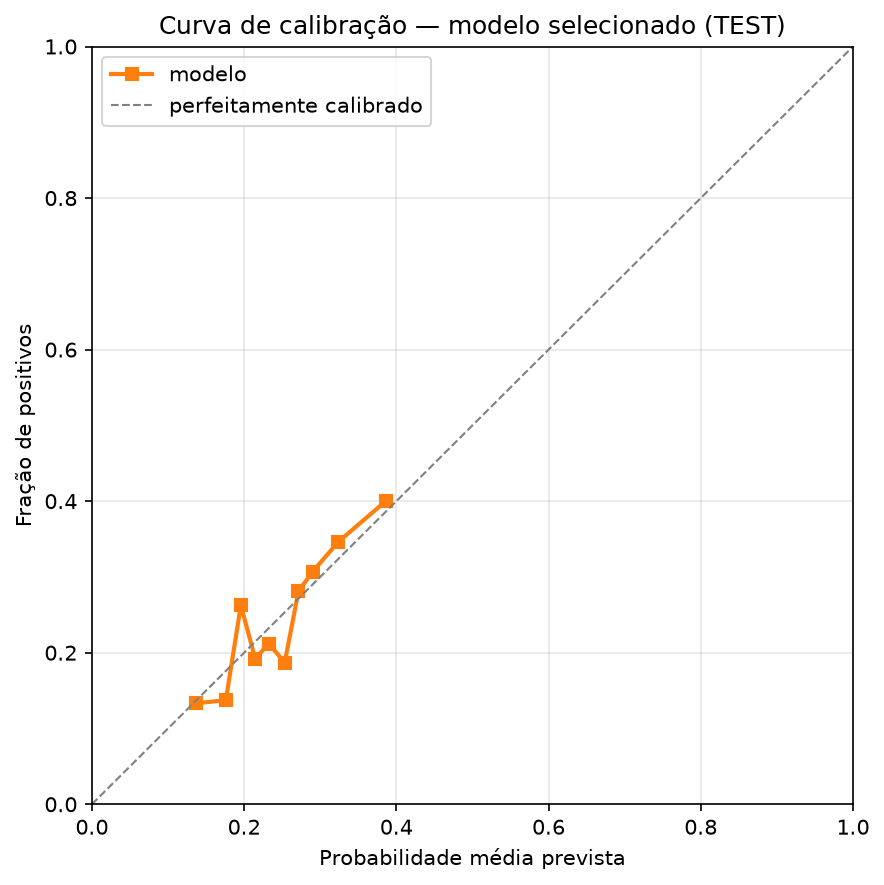 Curva de calibração — modelo selecionado (TEST)
modelo
perfeitamente calibrado
1.0
0.8
0.6
0.4
0.2
0.0
Fração de positivos
0.0 0.2 0.4 0.6 0.8 1.0
Probabilidade média prevista